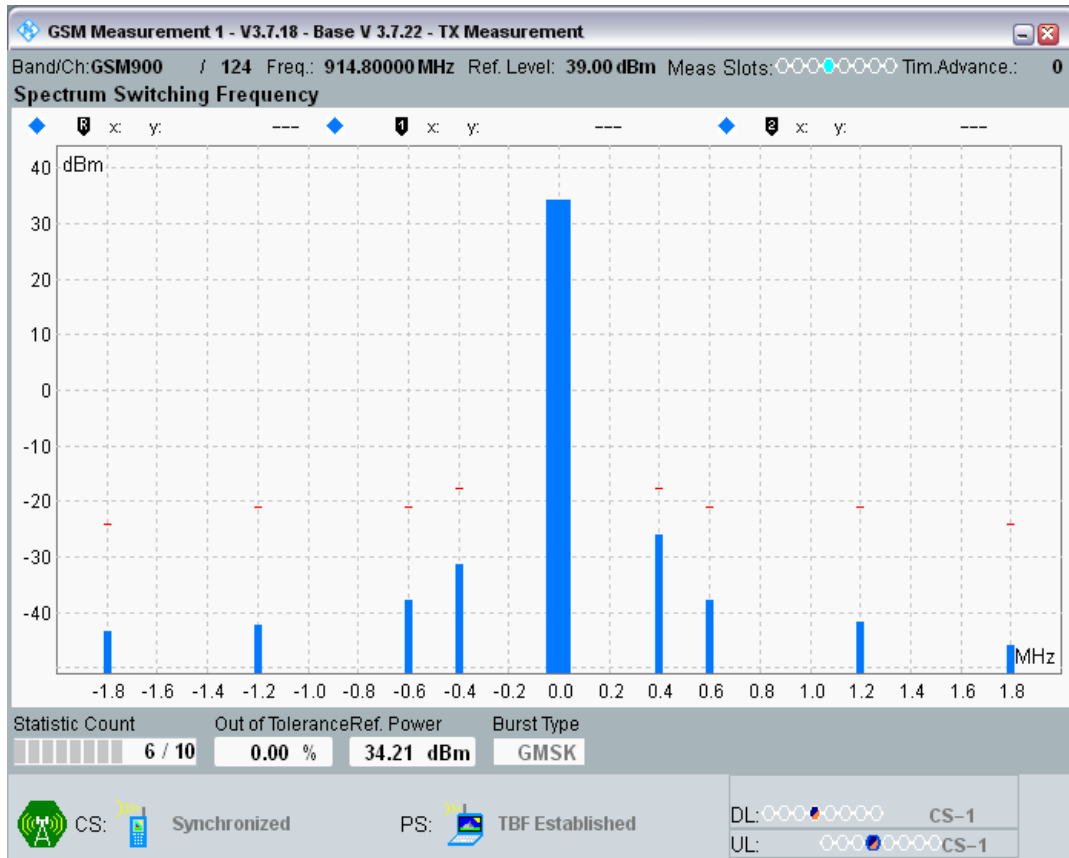 GSM Measurement 1 - V3.7.18 - Base V 3.7.22 - TX Measurement
Band/Ch:GSM900 / 124 Freq.: 914.80000 MHz Ref. Level: 39.00 dBm Meas Slots: Tim.Advance.: 0
Spectrum Switching Frequency
R x: y: --- 1 x: y: --- 2 x: y: ---
dBm
40
30
20
10
0
-10
-20
-30
-40
MHz
-1.8 -1.6 -1.4 -1.2 -1.0 -0.8 -0.6 -0.4 -0.2 0.0 0.2 0.4 0.6 0.8 1.0 1.2 1.4 1.6 1.8
Statistic Count Out of Tolerance Ref. Power Burst Type
6 / 10 0.00 % 34.21 dBm GMSK
CS: Synchronized PS: TBF Established
DL: CS-1
UL: CS-1